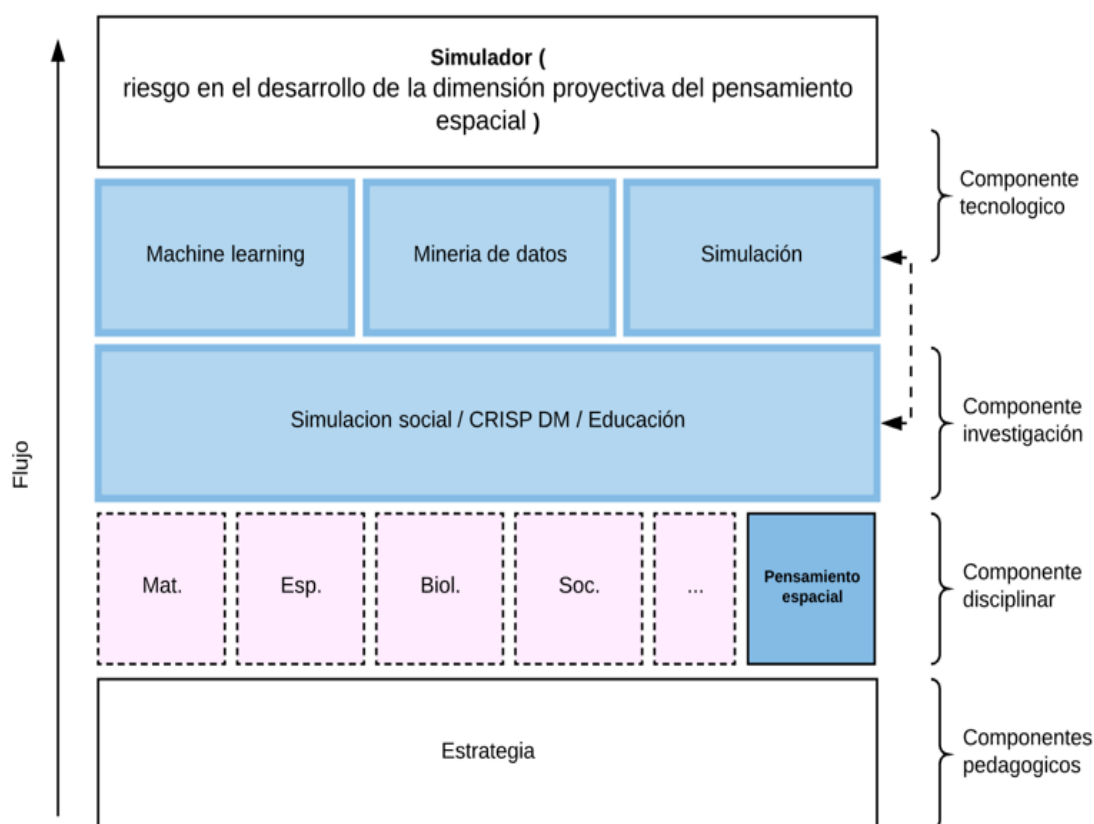 Simulador (
riesgo en el desarrollo de la dimensión proyectiva del pensamiento
espacial )
Componente
tecnologico
Machine learning
Mineria de datos
Simulación
Simulacion social / CRISP DM / Educación
Componente
investigación
Flujo
Mat.
Esp.
Biol.
Soc.
...
Pensamiento
espacial
Componente
disciplinar
Estrategia
Componentes
pedagogicos